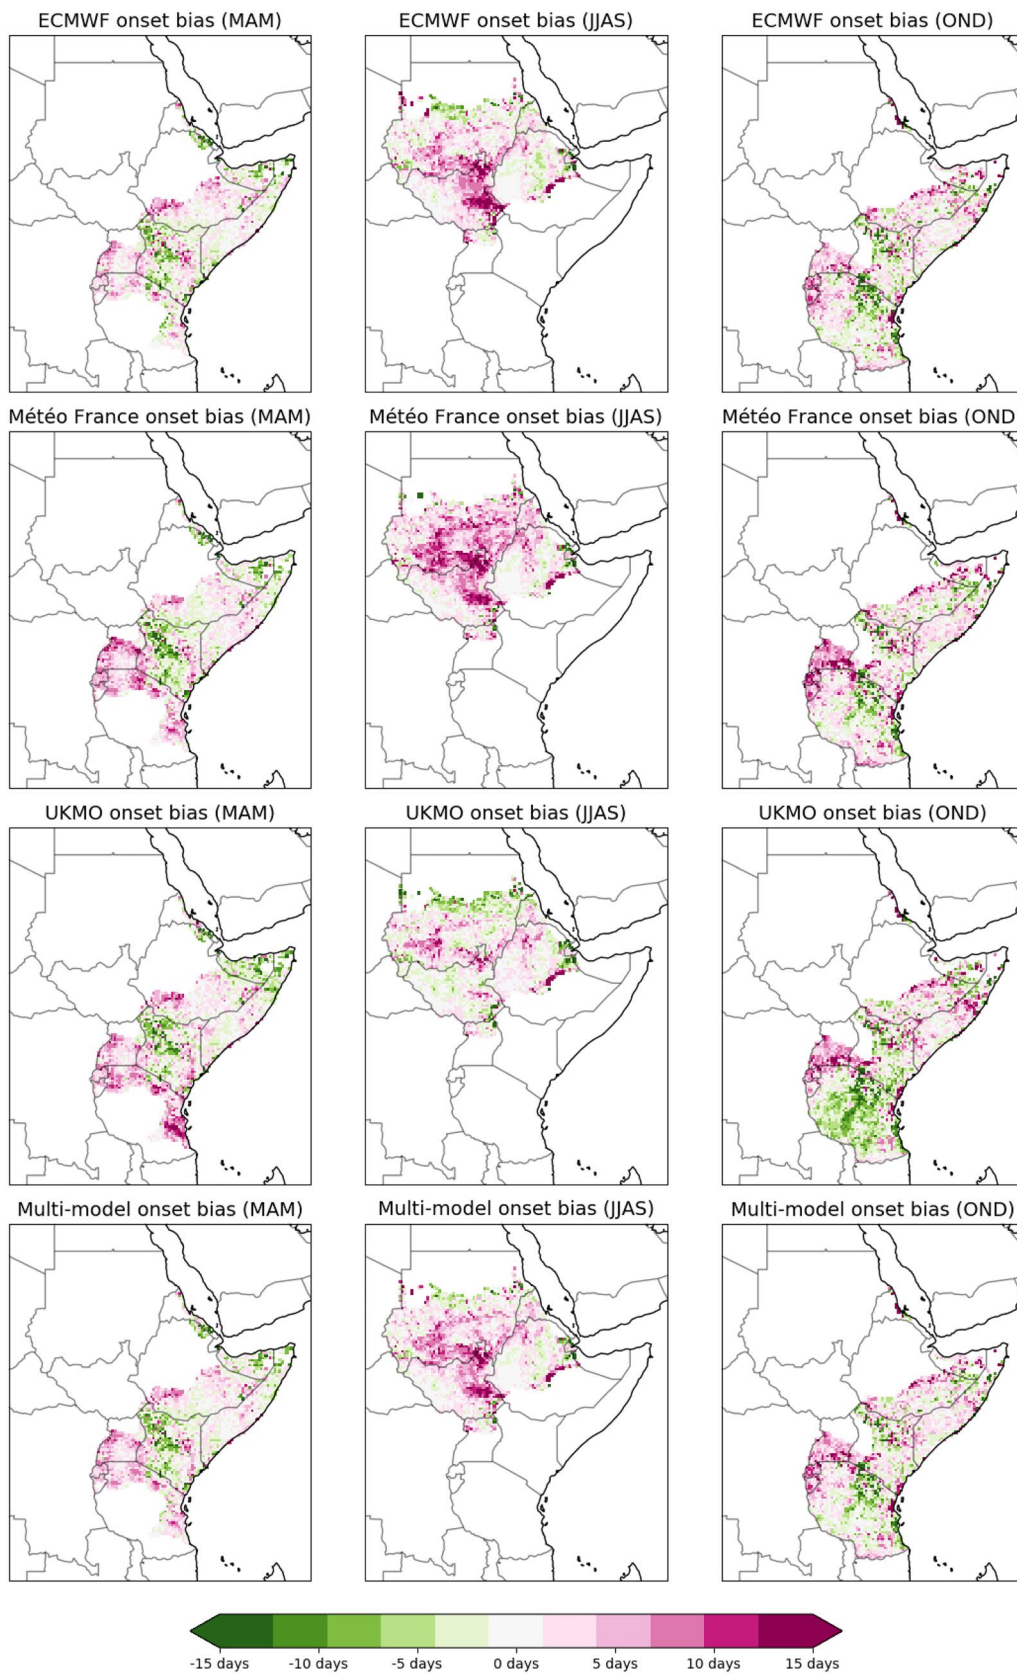 ECMWF onset bias (MAM) ECMWF onset bias (JJAS) ECMWF onset bias (OND)
Météo France onset bias (MAM) Météo France onset bias (JJAS) Météo France onset bias (OND
UKMO onset bias (MAM) UKMO onset bias (JJAS) UKMO onset bias (OND)
Multi-model onset bias (MAM) Multi-model onset bias (JJAS) Multi-model onset bias (OND)
-15 days -10 days -5 days 0 days 5 days 10 days 15 days